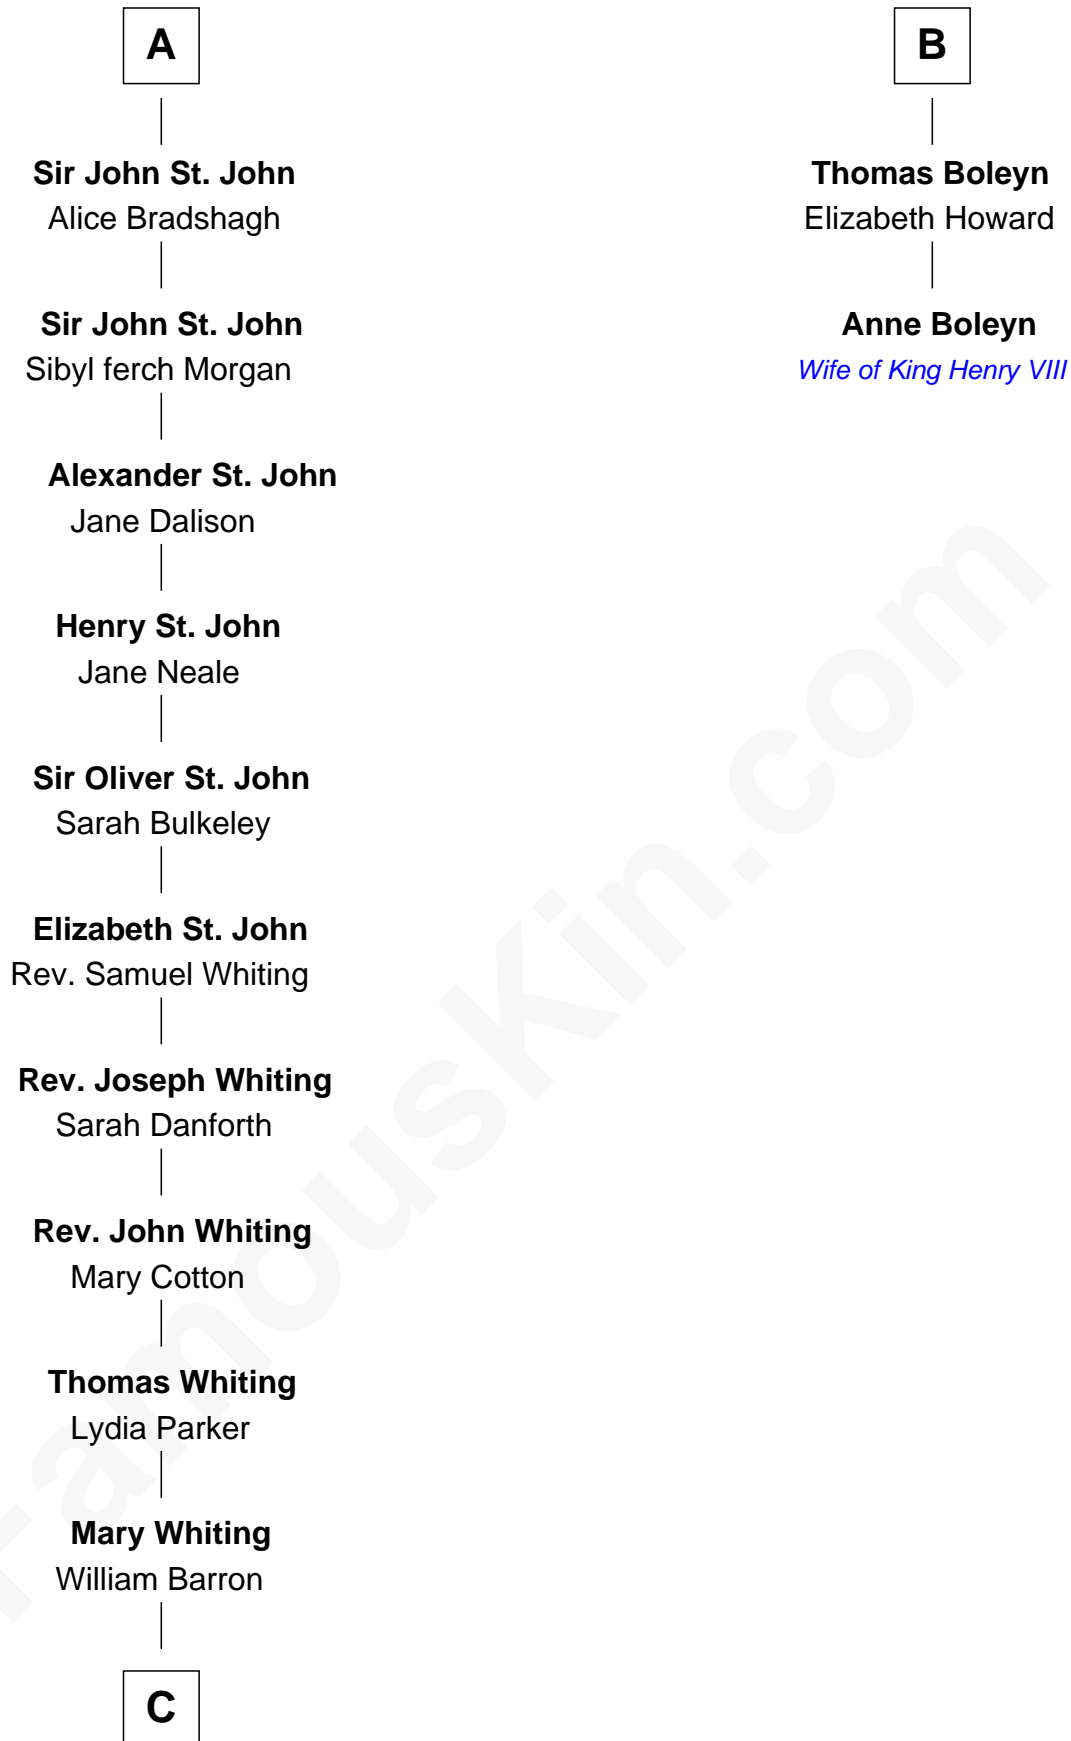 A
Sir John St. John
Alice Bradshagh
Sir John St. John
Sibyl ferch Morgan
Alexander St. John
Jane Dalison
Henry St. John
Jane Neale
Sir Oliver St. John
Sarah Bulkeley
Elizabeth St. John
Rev. Samuel Whiting
Rev. Joseph Whiting
Sarah Danforth
Rev. John Whiting
Mary Cotton
Thomas Whiting
Lydia Parker
Mary Whiting
William Barron
C
B
Thomas Boleyn
Elizabeth Howard
Anne Boleyn
Wife of King Henry VIII
FamousKin.com